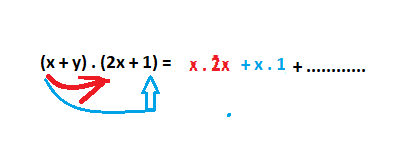 (x + y) . (2x + 1) = x . 2x + x . 1 + ............